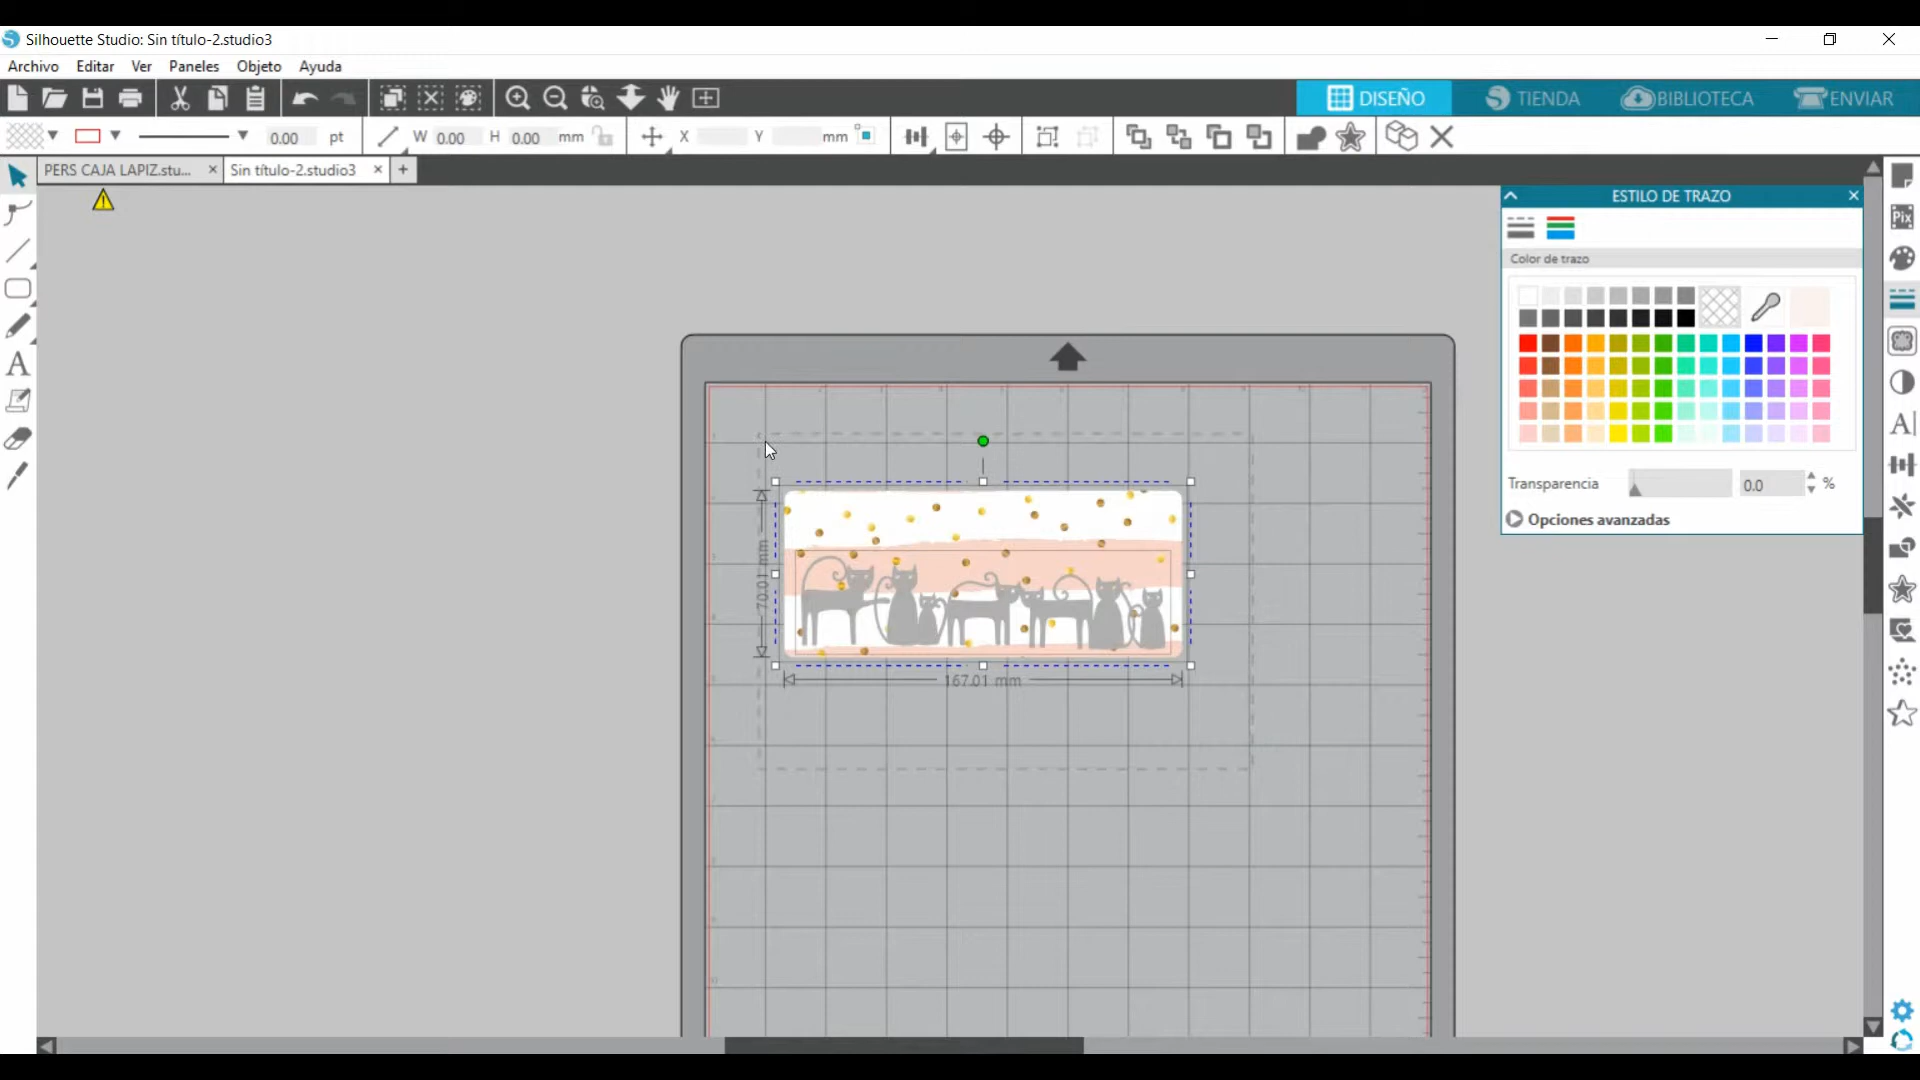 Silhouette Studio: Sin título-2.studio3
Archivo Editar Ver Paneles Objeto Ayuda
DISEÑO TIENDA BIBLIOTECA ENVIAR
0.00 pt W 0.00 H 0.00 mm X Y mm
PERS CAJA LAPIZ.stu... Sin título-2.studio3
ESTILO DE TRAZO
Pix
Color de trazo
Transparencia 0.0 %
Opciones avanzadas
70.01 mm
167.01 mm